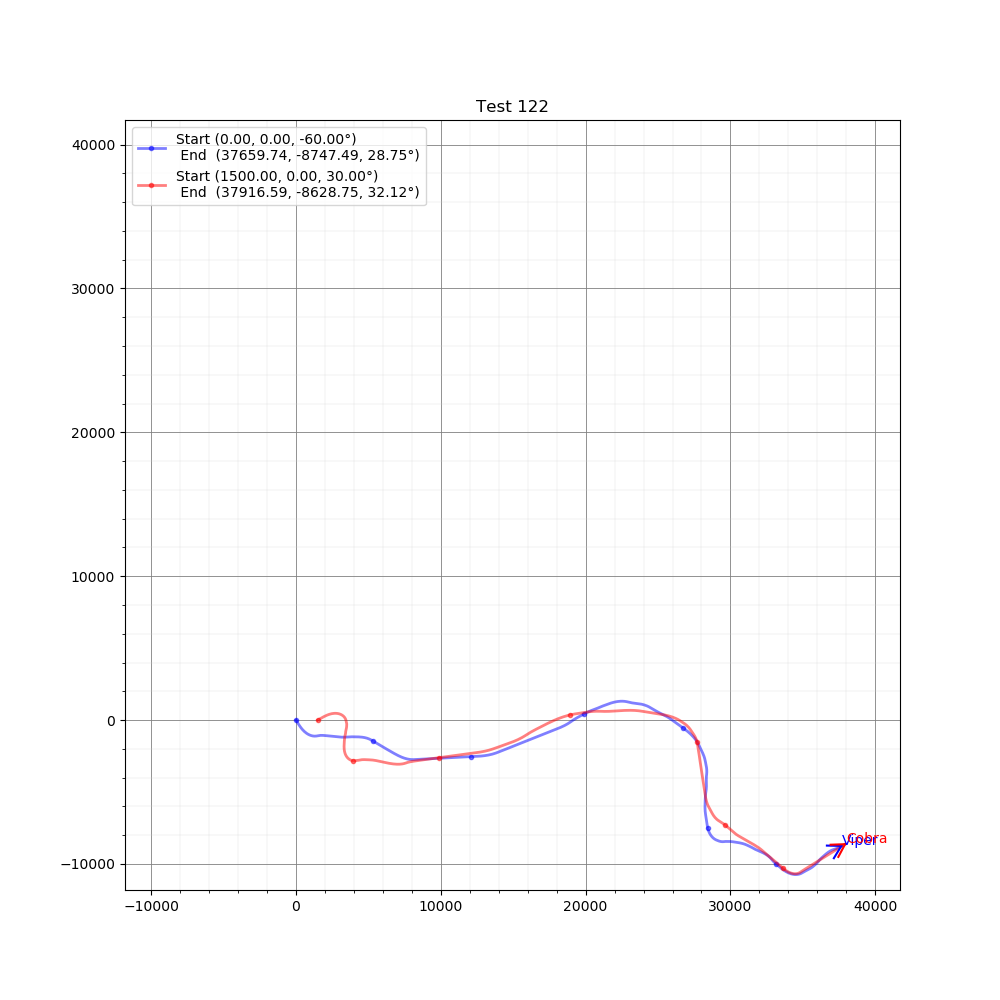 Test 122
Start (0.00, 0.00, -60.00°)
End (37659.74, -8747.49, 28.75°)
Start (1500.00, 0.00, 30.00°)
End (37916.59, -8628.75, 32.12°)
40000
30000
20000
10000
0
−10000
Viper
Cobra
−10000
0
10000
20000
30000
40000